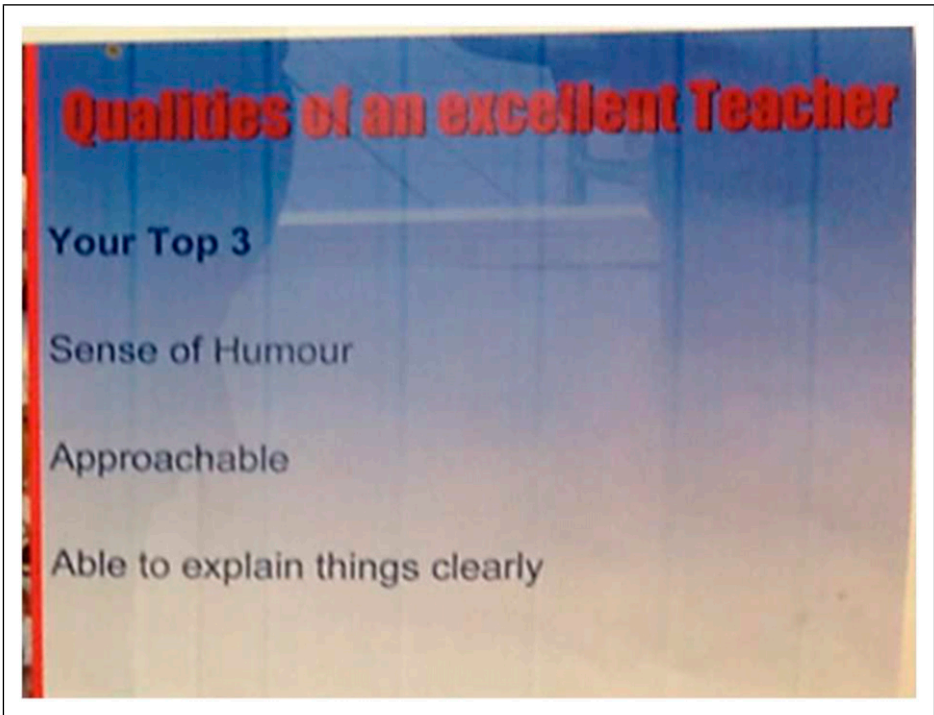 Qualities of an excellent Teacher
Your Top 3
Sense of Humour
Approachable
Able to explain things clearly